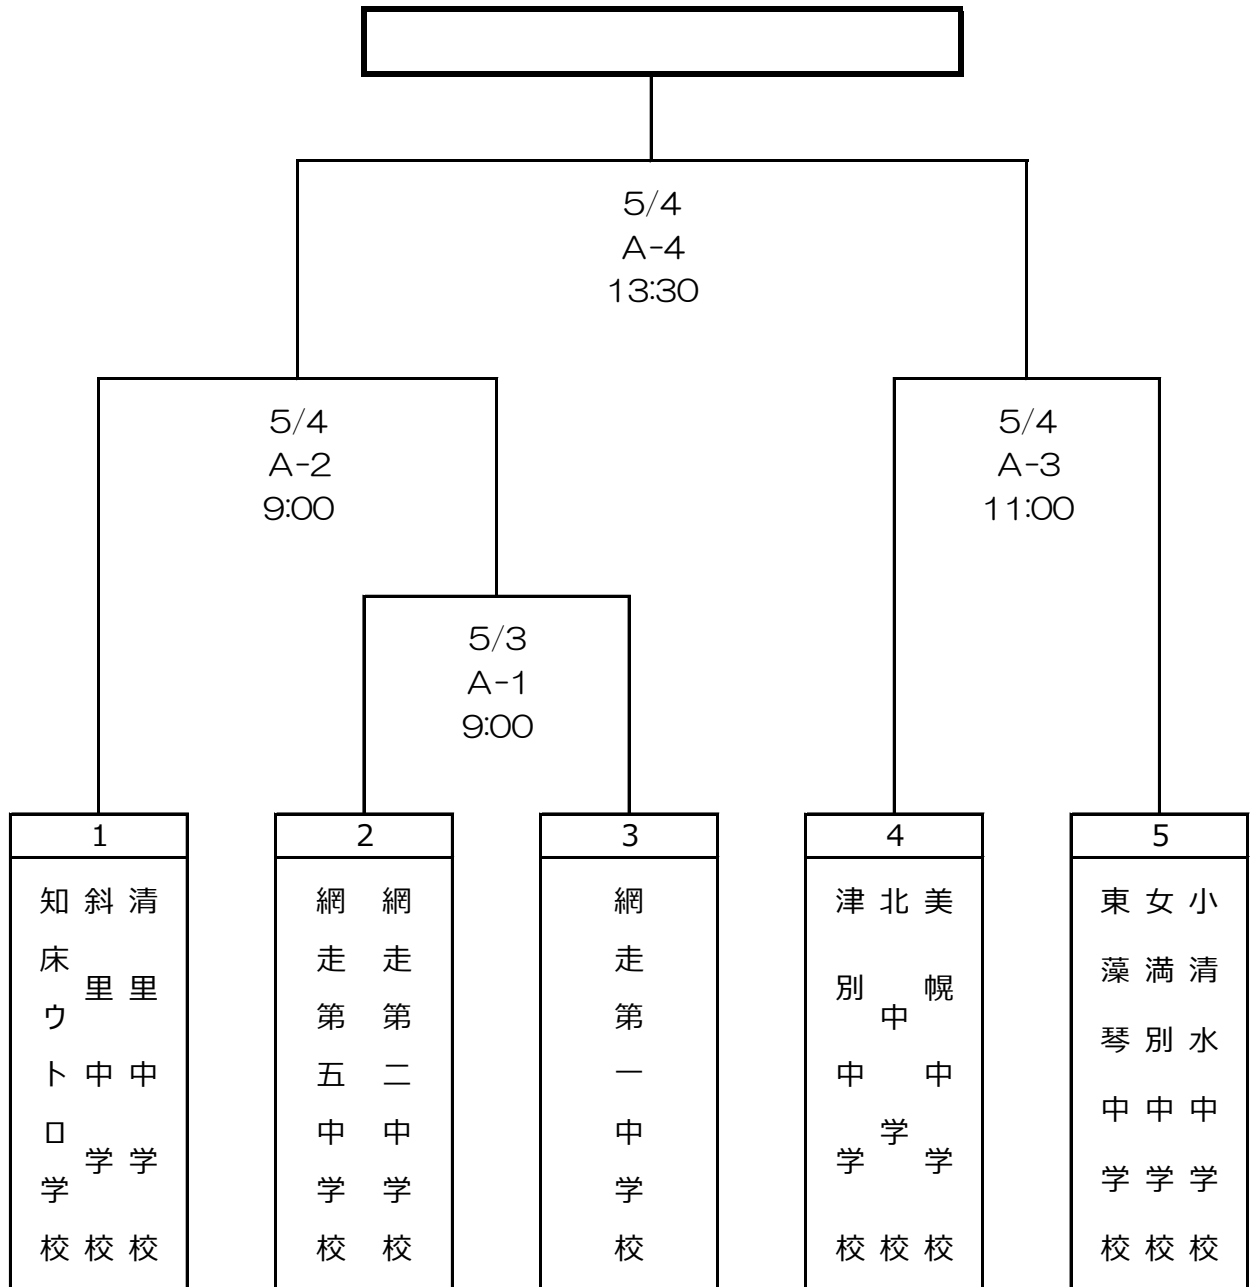 5/4
A-4
13:30
5/4
A-2
9:00
5/4
A-3
11:00
5/3
A-1
9:00
1
清里中学校
斜里中学校
知床ウトロ学校
2
網走第二中学校
網走第五中学校
3
網走第一中学校
4
美幌中学校
北中学校
津別中学校
5
小清水中学校
女満別中学校
東藻琴中学校